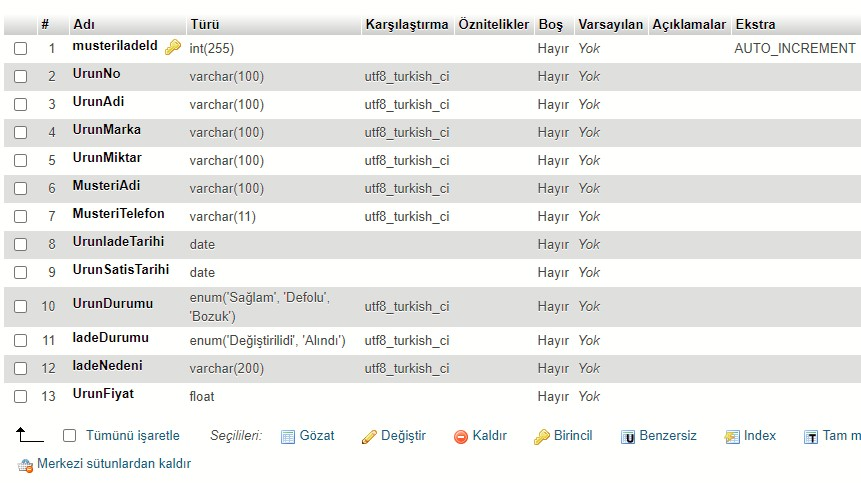 # Adı Türü Karşılaştırma Öznitelikler Boş Varsayılan Açıklamalar Ekstra
1 musteriIadeId int(255) Hayır Yok AUTO_INCREMENT
2 UrunNo varchar(100) utf8_turkish_ci Hayır Yok
3 UrunAdi varchar(100) utf8_turkish_ci Hayır Yok
4 UrunMarka varchar(100) utf8_turkish_ci Hayır Yok
5 UrunMiktar varchar(100) utf8_turkish_ci Hayır Yok
6 MusteriAdi varchar(100) utf8_turkish_ci Hayır Yok
7 MusteriTelefon varchar(11) utf8_turkish_ci Hayır Yok
8 UrunIadeTarihi date Hayır Yok
9 UrunSatisTarihi date Hayır Yok
10 UrunDurumu enum('Sağlam', 'Defolu', 'Bozuk') utf8_turkish_ci Hayır Yok
11 IadeDurumu enum('Değiştirilidi', 'Alındı') utf8_turkish_ci Hayır Yok
12 IadeNedeni varchar(200) utf8_turkish_ci Hayır Yok
13 UrunFiyat float Hayır Yok
Tümünü işaretle Seçilileri: Gözat Değiştir Kaldır Birincil Benzersiz Index Tam m
Merkezi sütunlardan kaldır